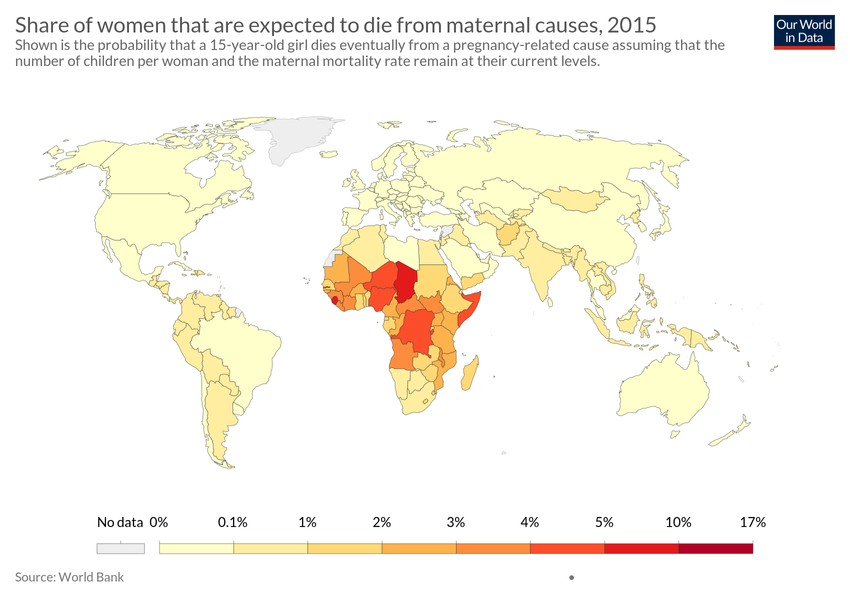 Share of women that are expected to die from maternal causes, 2015
Our World
in Data
Shown is the probability that a 15-year-old girl dies eventually from a pregnancy-related cause assuming that the
number of children per woman and the maternal mortality rate remain at their current levels.
No data 0% 0.1% 1% 2% 3% 4% 5% 10% 17%
Source: World Bank